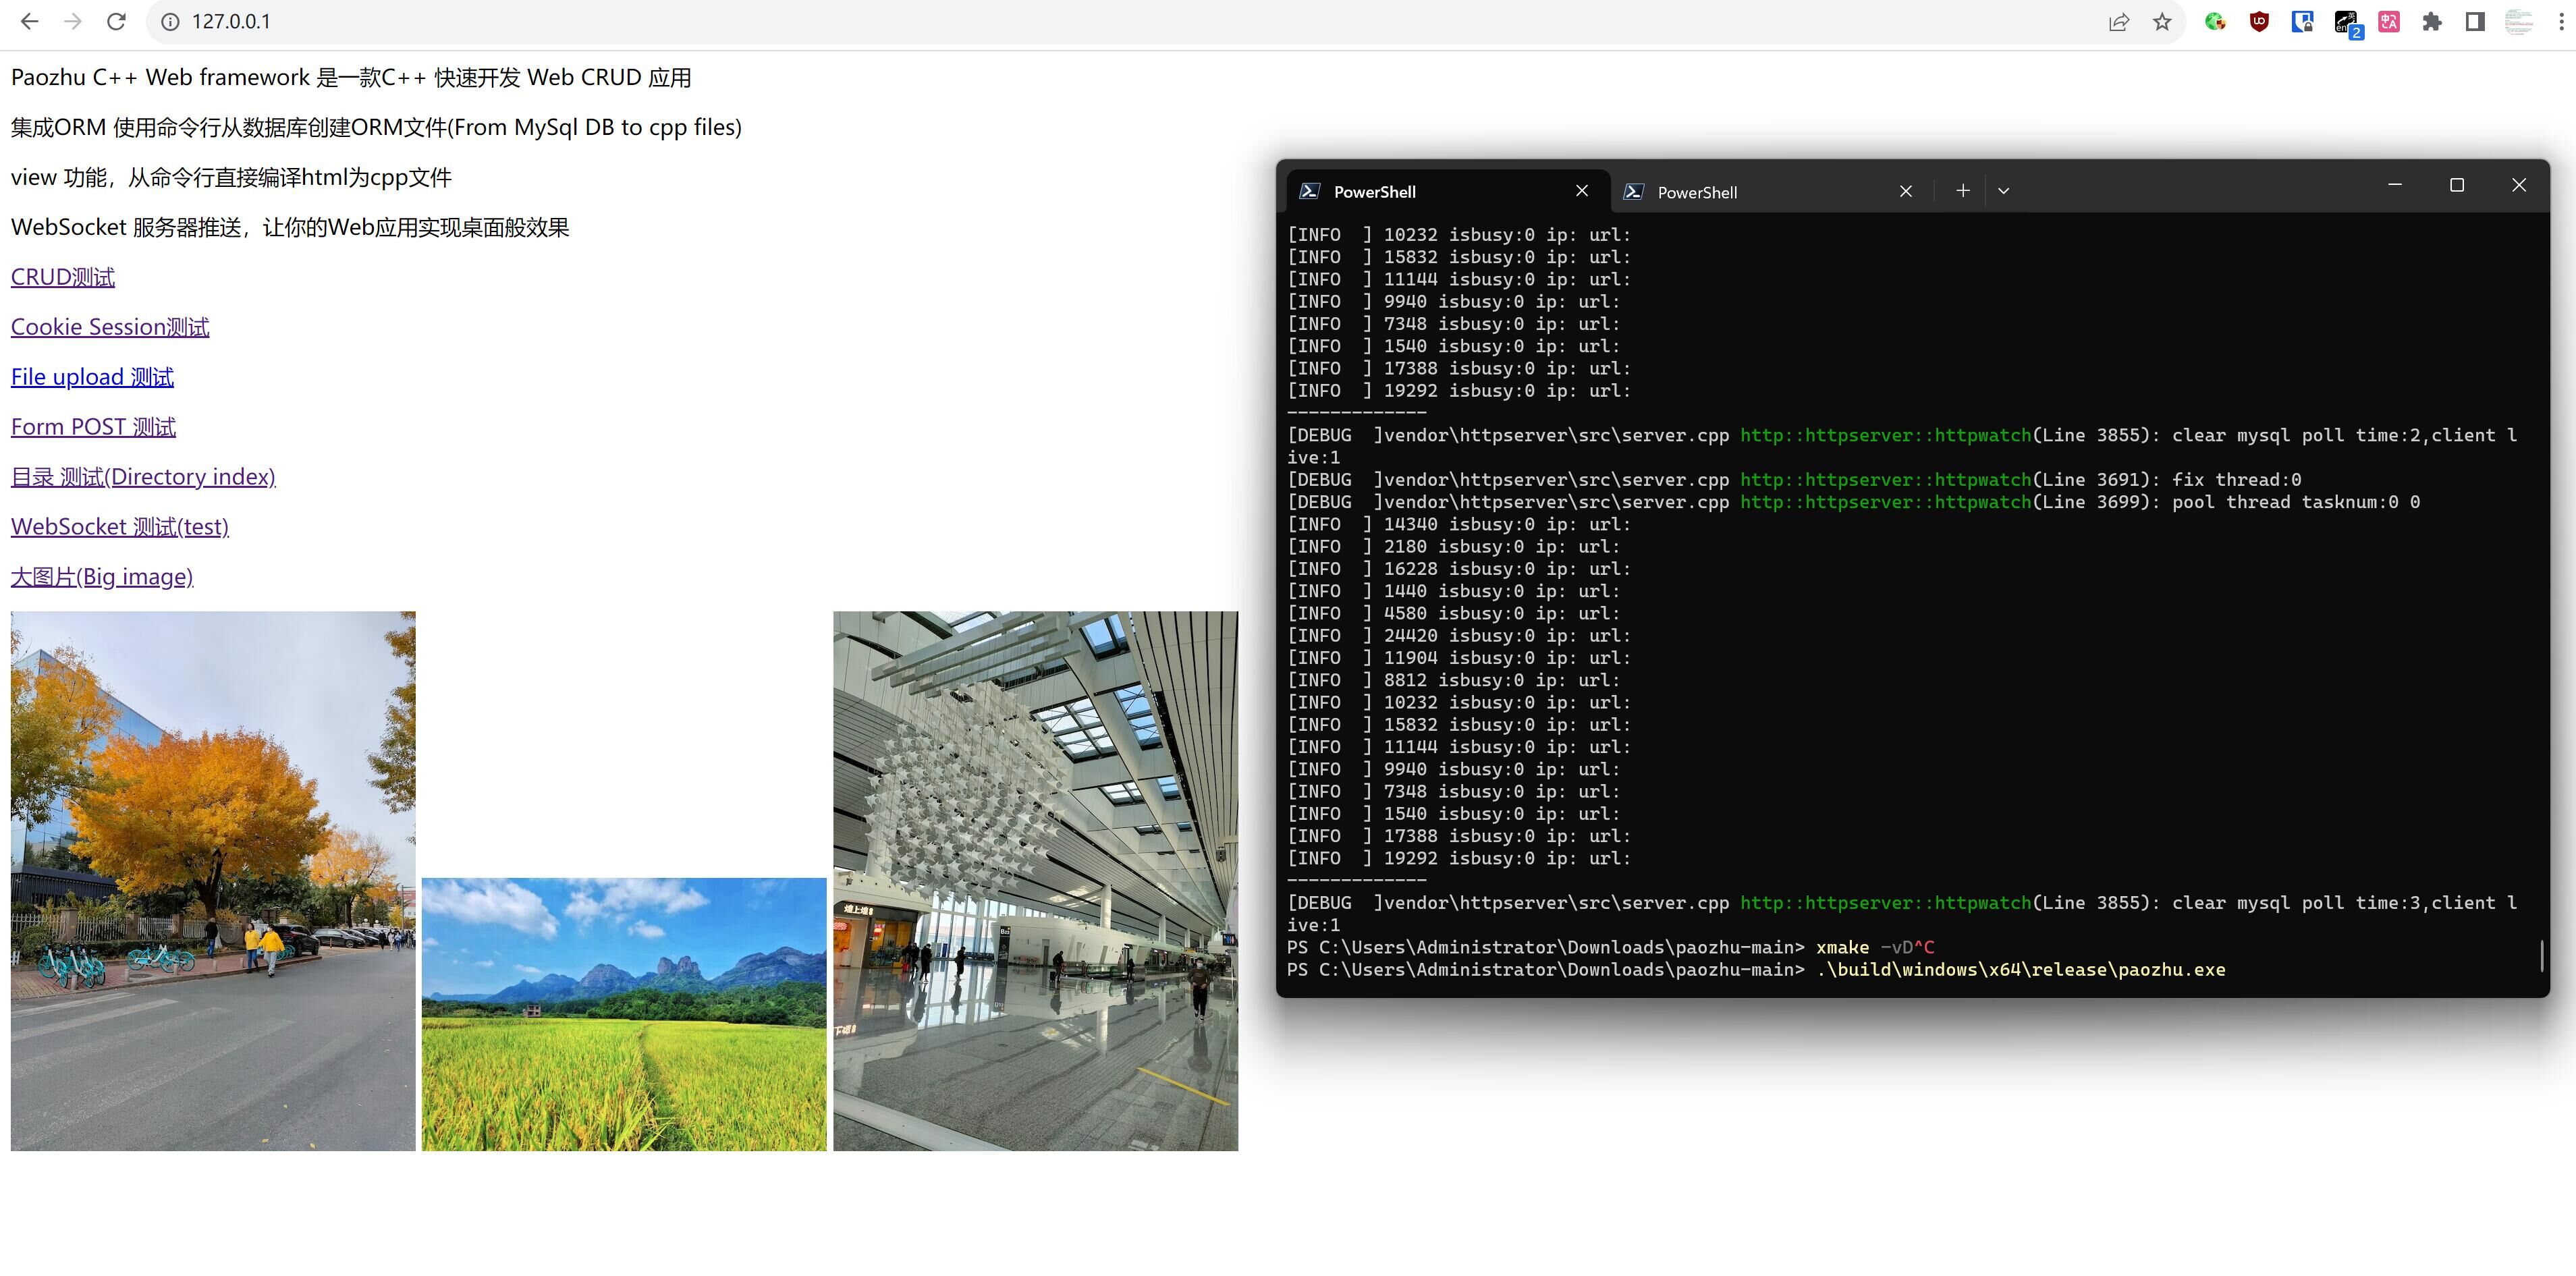 127.0.0.1
2
Paozhu C++ Web framework 是一款C++ 快速开发 Web CRUD 应用
集成ORM 使用命令行从数据库创建ORM文件(From MySql DB to cpp files)
view 功能，从命令行直接编译html为cpp文件
WebSocket 服务器推送，让你的Web应用实现桌面般效果
CRUD测试
Cookie Session测试
File upload 测试
Form POST 测试
目录 测试(Directory index)
WebSocket 测试(test)
大图片(Big image)
PowerShell
PowerShell
[INFO  ] 10232 isbusy:0 ip: url:
[INFO  ] 15832 isbusy:0 ip: url:
[INFO  ] 11144 isbusy:0 ip: url:
[INFO  ] 9940 isbusy:0 ip: url:
[INFO  ] 7348 isbusy:0 ip: url:
[INFO  ] 1540 isbusy:0 ip: url:
[INFO  ] 17388 isbusy:0 ip: url:
[INFO  ] 19292 isbusy:0 ip: url:
-------------
[DEBUG  ]vendor\httpserver\src\server.cpp http::httpserver::httpwatch(Line 3855): clear mysql poll time:2,client l
ive:1
[DEBUG  ]vendor\httpserver\src\server.cpp http::httpserver::httpwatch(Line 3691): fix thread:0
[DEBUG  ]vendor\httpserver\src\server.cpp http::httpserver::httpwatch(Line 3699): pool thread tasknum:0 0
[INFO  ] 14340 isbusy:0 ip: url:
[INFO  ] 2180 isbusy:0 ip: url:
[INFO  ] 16228 isbusy:0 ip: url:
[INFO  ] 1440 isbusy:0 ip: url:
[INFO  ] 4580 isbusy:0 ip: url:
[INFO  ] 24420 isbusy:0 ip: url:
[INFO  ] 11904 isbusy:0 ip: url:
[INFO  ] 8812 isbusy:0 ip: url:
[INFO  ] 10232 isbusy:0 ip: url:
[INFO  ] 15832 isbusy:0 ip: url:
[INFO  ] 11144 isbusy:0 ip: url:
[INFO  ] 9940 isbusy:0 ip: url:
[INFO  ] 7348 isbusy:0 ip: url:
[INFO  ] 1540 isbusy:0 ip: url:
[INFO  ] 17388 isbusy:0 ip: url:
[INFO  ] 19292 isbusy:0 ip: url:
-------------
[DEBUG  ]vendor\httpserver\src\server.cpp http::httpserver::httpwatch(Line 3855): clear mysql poll time:3,client l
ive:1
PS C:\Users\Administrator\Downloads\paozhu-main> xmake -vD^C
PS C:\Users\Administrator\Downloads\paozhu-main> .\build\windows\x64\release\paozhu.exe